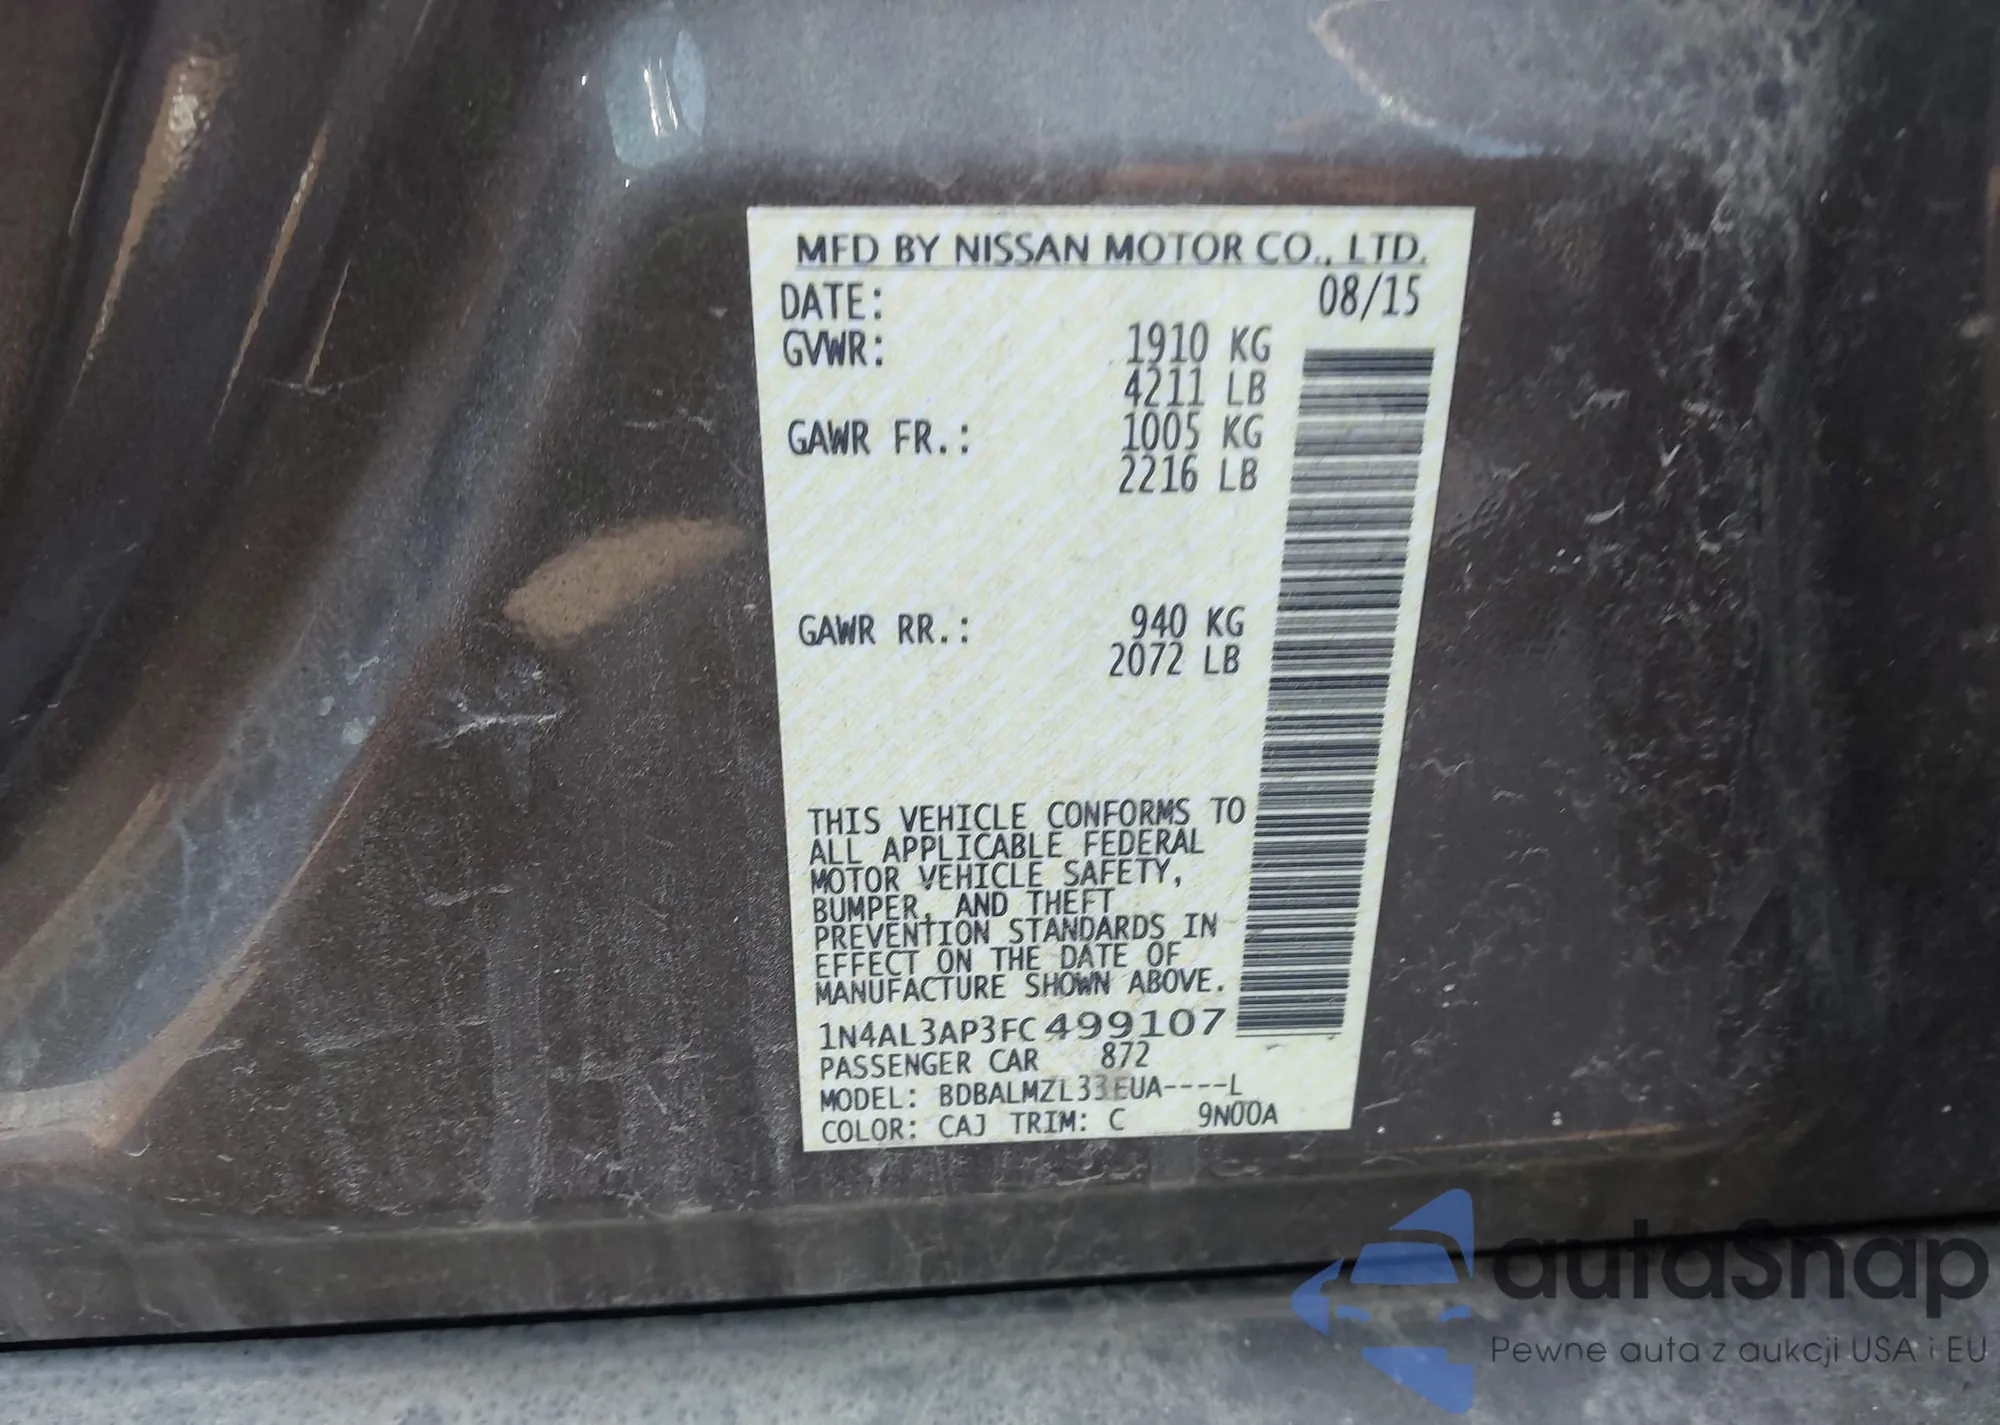 MFD BY NISSAN MOTOR CO., LTD.
DATE: 08/15
GVWR: 1910 KG
4211 LB
GAWR FR.: 1005 KG
2216 LB
GAWR RR.: 940 KG
2072 LB
THIS VEHICLE CONFORMS TO
ALL APPLICABLE FEDERAL
MOTOR VEHICLE SAFETY,
BUMPER, AND THEFT
PREVENTION STANDARDS IN
EFFECT ON THE DATE OF
MANUFACTURE SHOWN ABOVE.
1N4AL3AP3FC499107
PASSENGER CAR 872
MODEL: BDBALMZL33EUA----L
COLOR: CAJ TRIM: C 9N00A
autaSnap
Pewne auta z aukcji USA i EU